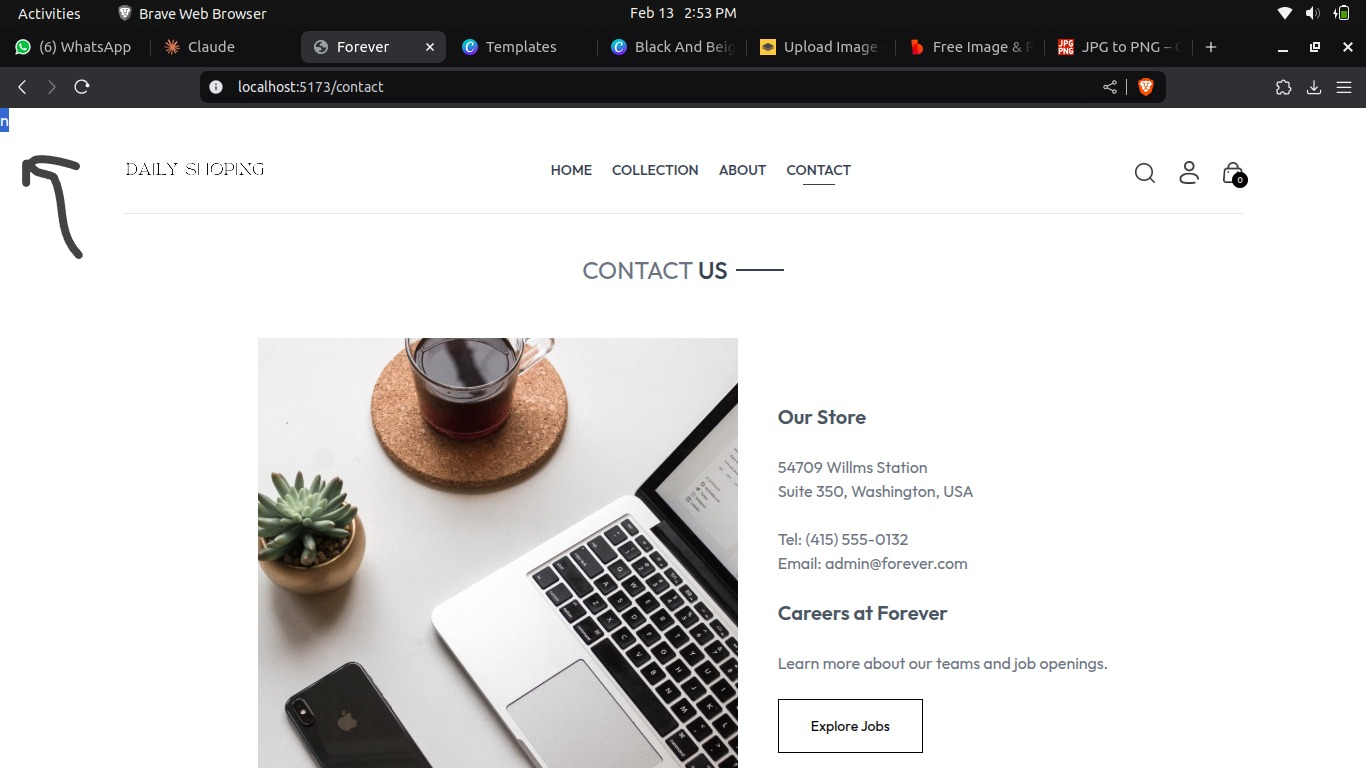 Activities Brave Web Browser Feb 13 2:53 PM
(6) WhatsApp Claude Forever Templates Black And Beig Upload Image Free Image & P JPG to PNG –
localhost:5173/contact
n
DAILY SHOPING HOME COLLECTION ABOUT CONTACT 0
CONTACT US
Our Store
54709 Willms Station
Suite 350, Washington, USA
Tel: (415) 555-0132
Email: admin@forever.com
Careers at Forever
Learn more about our teams and job openings.
Explore Jobs